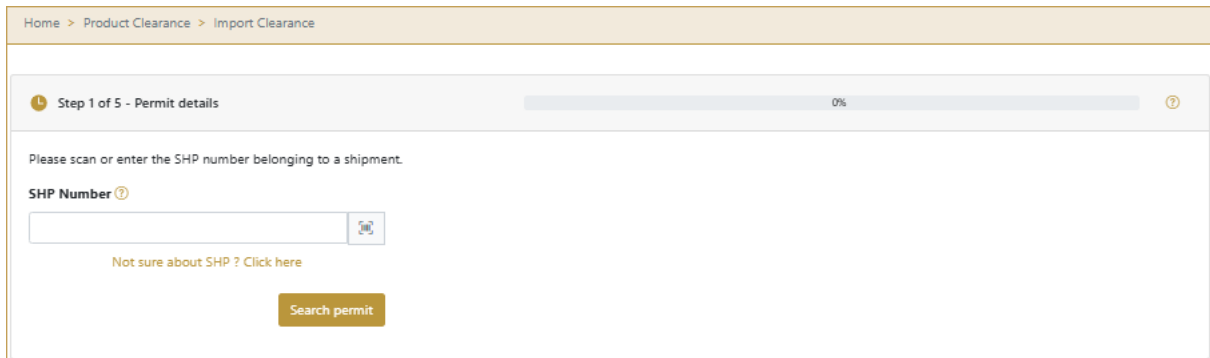 Home > Product Clearance > Import Clearance
Step 1 of 5 - Permit details
0%
Please scan or enter the SHP number belonging to a shipment.
SHP Number
Not sure about SHP ? Click here
Search permit